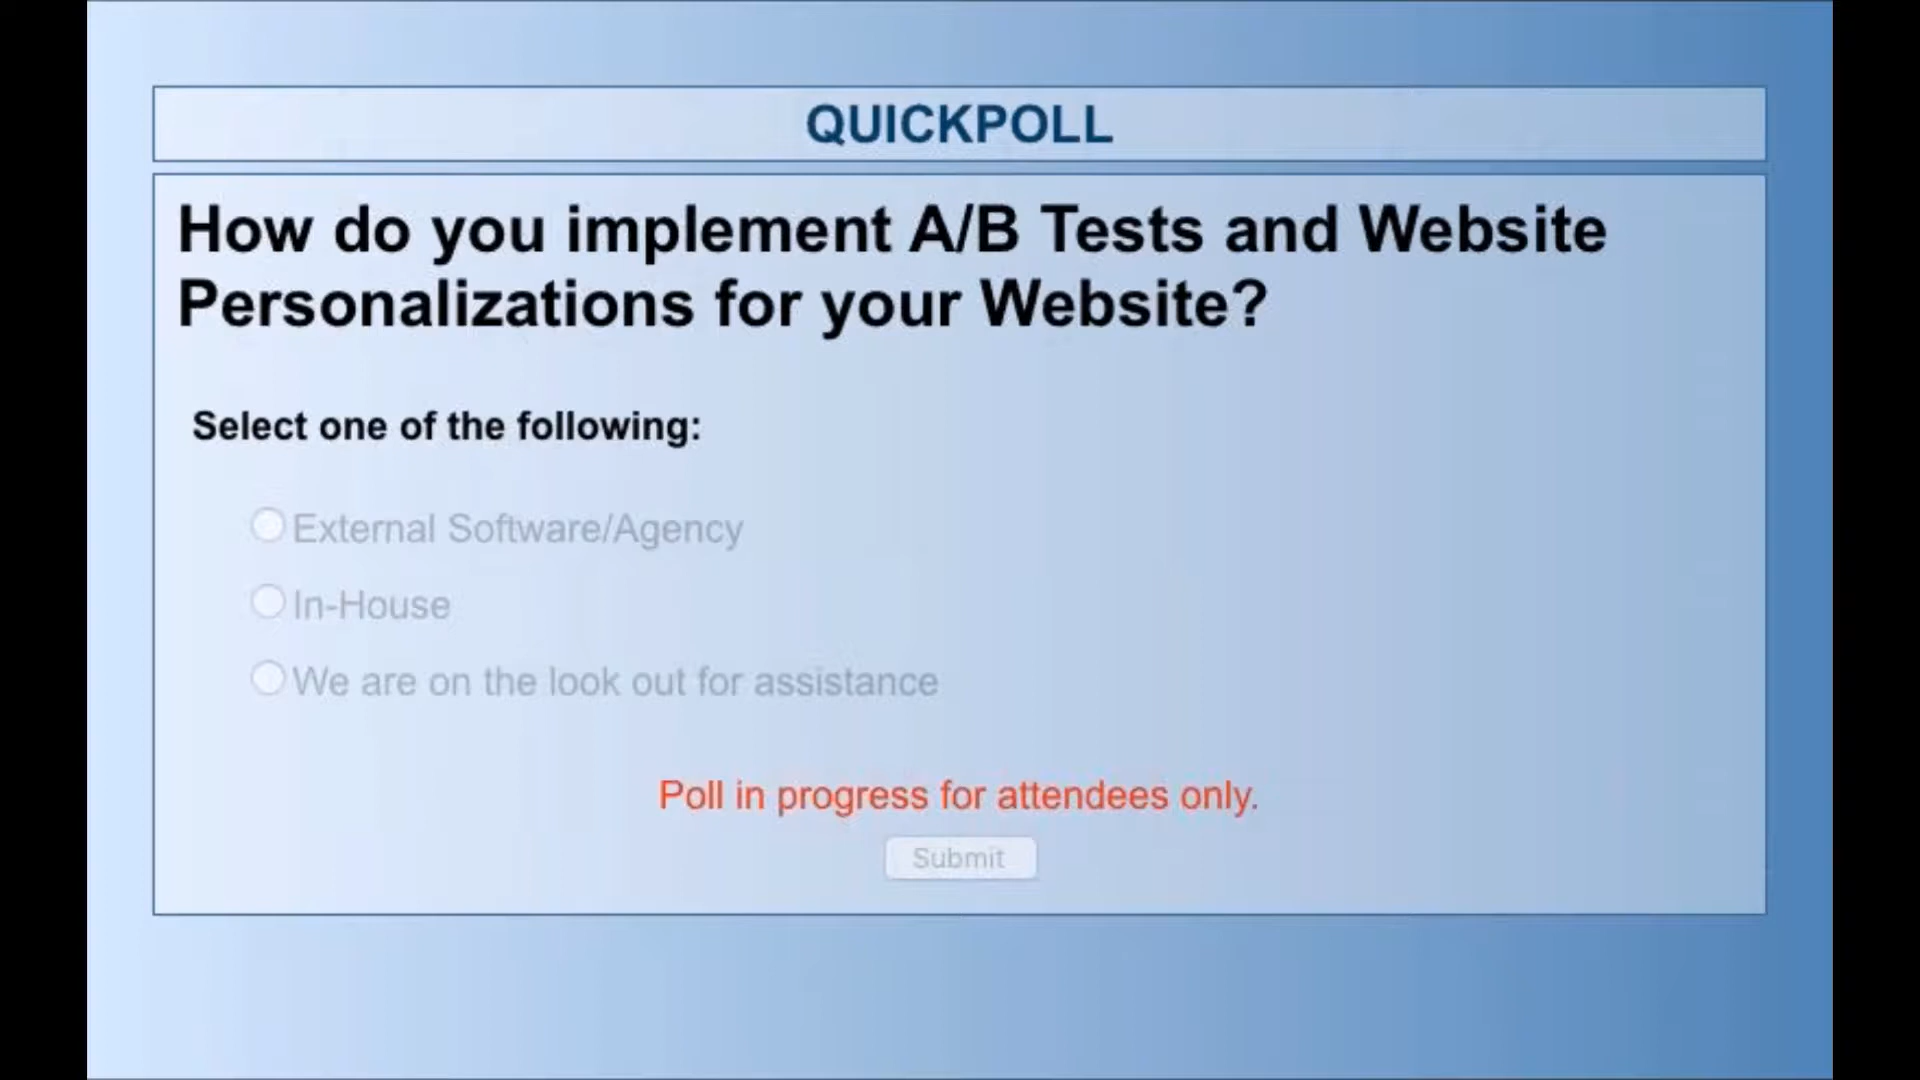 QUICKPOLL
How do you implement A/B Tests and Website
Personalizations for your Website?
Select one of the following:
External Software/Agency
In-House
We are on the look out for assistance
Poll in progress for attendees only.
Submit